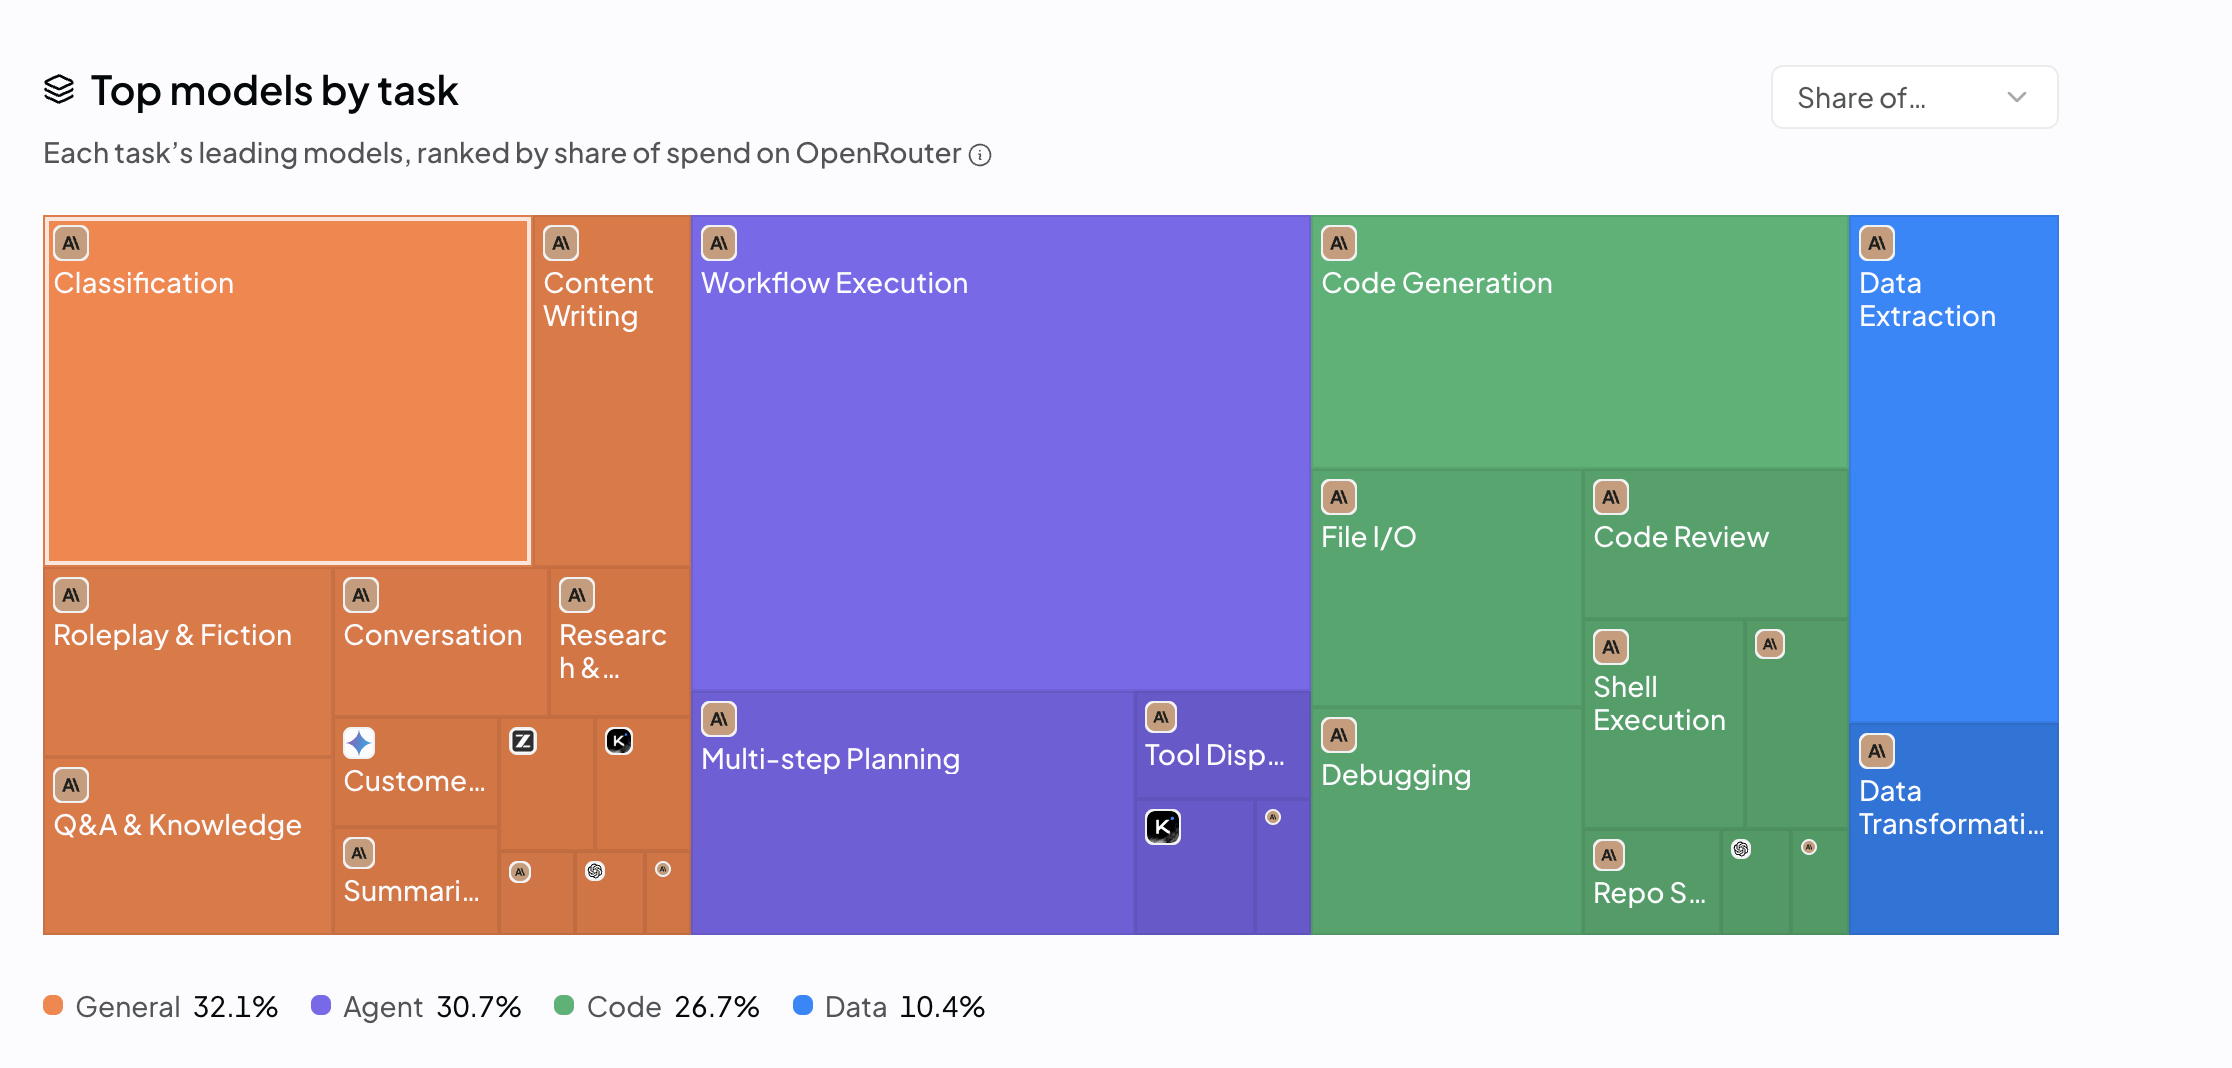 Top models by task
Share of...
Each task's leading models, ranked by share of spend on OpenRouter
Classification
Content
Writing
Workflow Execution
Code Generation
Data
Extraction
File I/O
Code Review
Roleplay & Fiction
Conversation
Researc
h &...
Shell
Execution
Multi-step Planning
Tool Disp...
Custome...
Debugging
Data
Transformati...
Q&A & Knowledge
Summari...
Repo S...
General 32.1%
Agent 30.7%
Code 26.7%
Data 10.4%